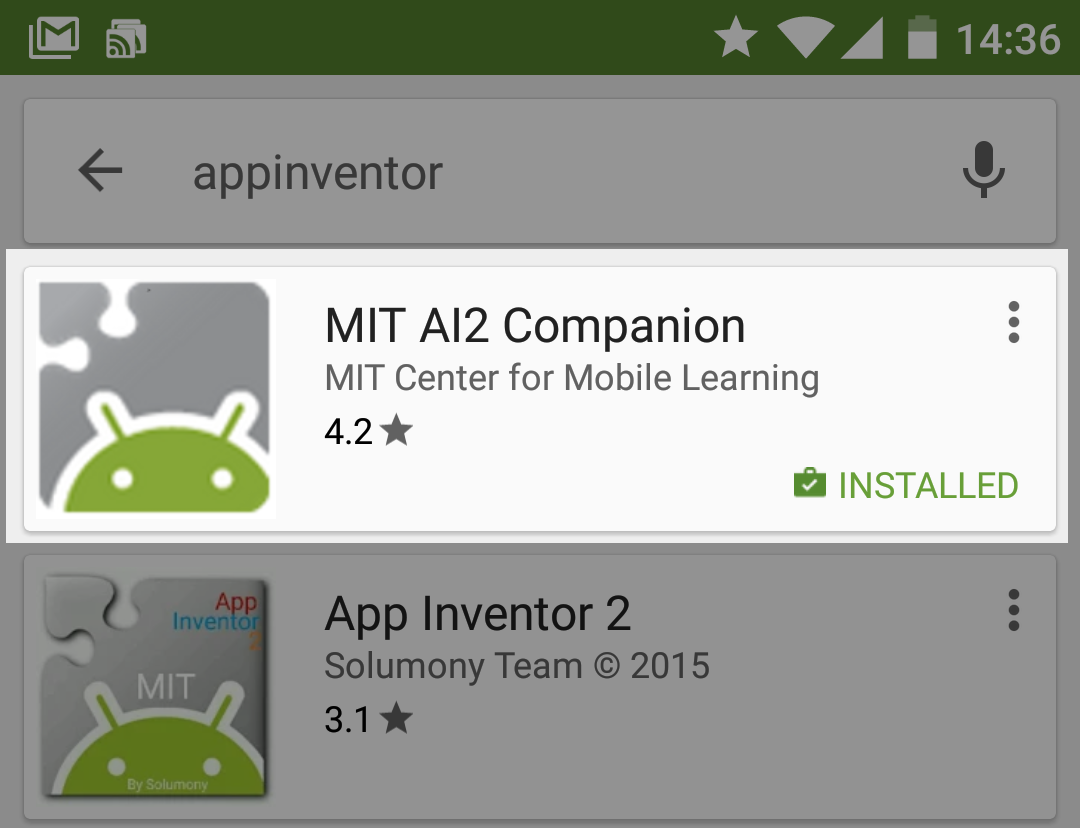 14:36
appinventor
MIT AI2 Companion
MIT Center for Mobile Learning
4.2
INSTALLED
App
Inventor
2
MIT
By Solumony
App Inventor 2
Solumony Team © 2015
3.1